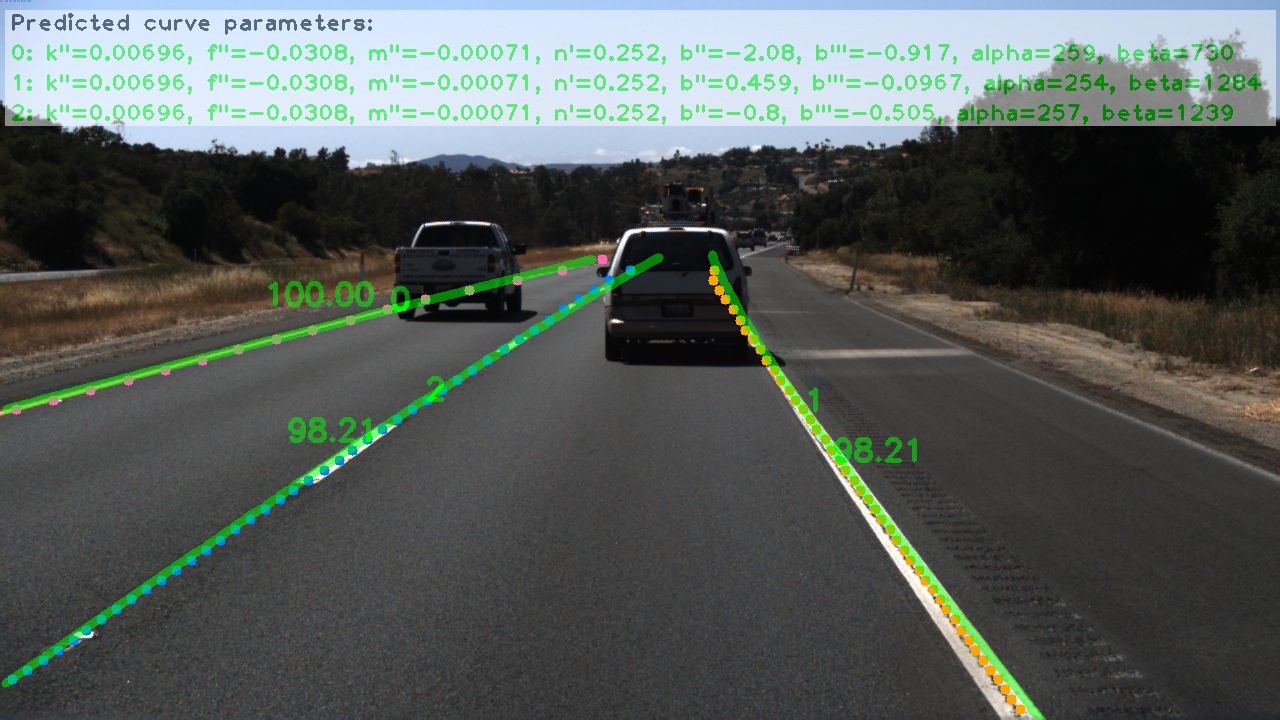 Predicted curve parameters:
0: k''=0.00696, f''=-0.0308, m''=-0.00071, n'=0.252, b''=-2.08, b'''=-0.917, alpha=259, beta=730
1: k''=0.00696, f''=-0.0308, m''=-0.00071, n'=0.252, b''=0.459, b'''=-0.0967, alpha=254, beta=1284
2: k''=0.00696, f''=-0.0308, m''=-0.00071, n'=0.252, b''=-0.8, b'''=-0.505, alpha=257, beta=1239
100.00 0
2
1
98.21
98.21